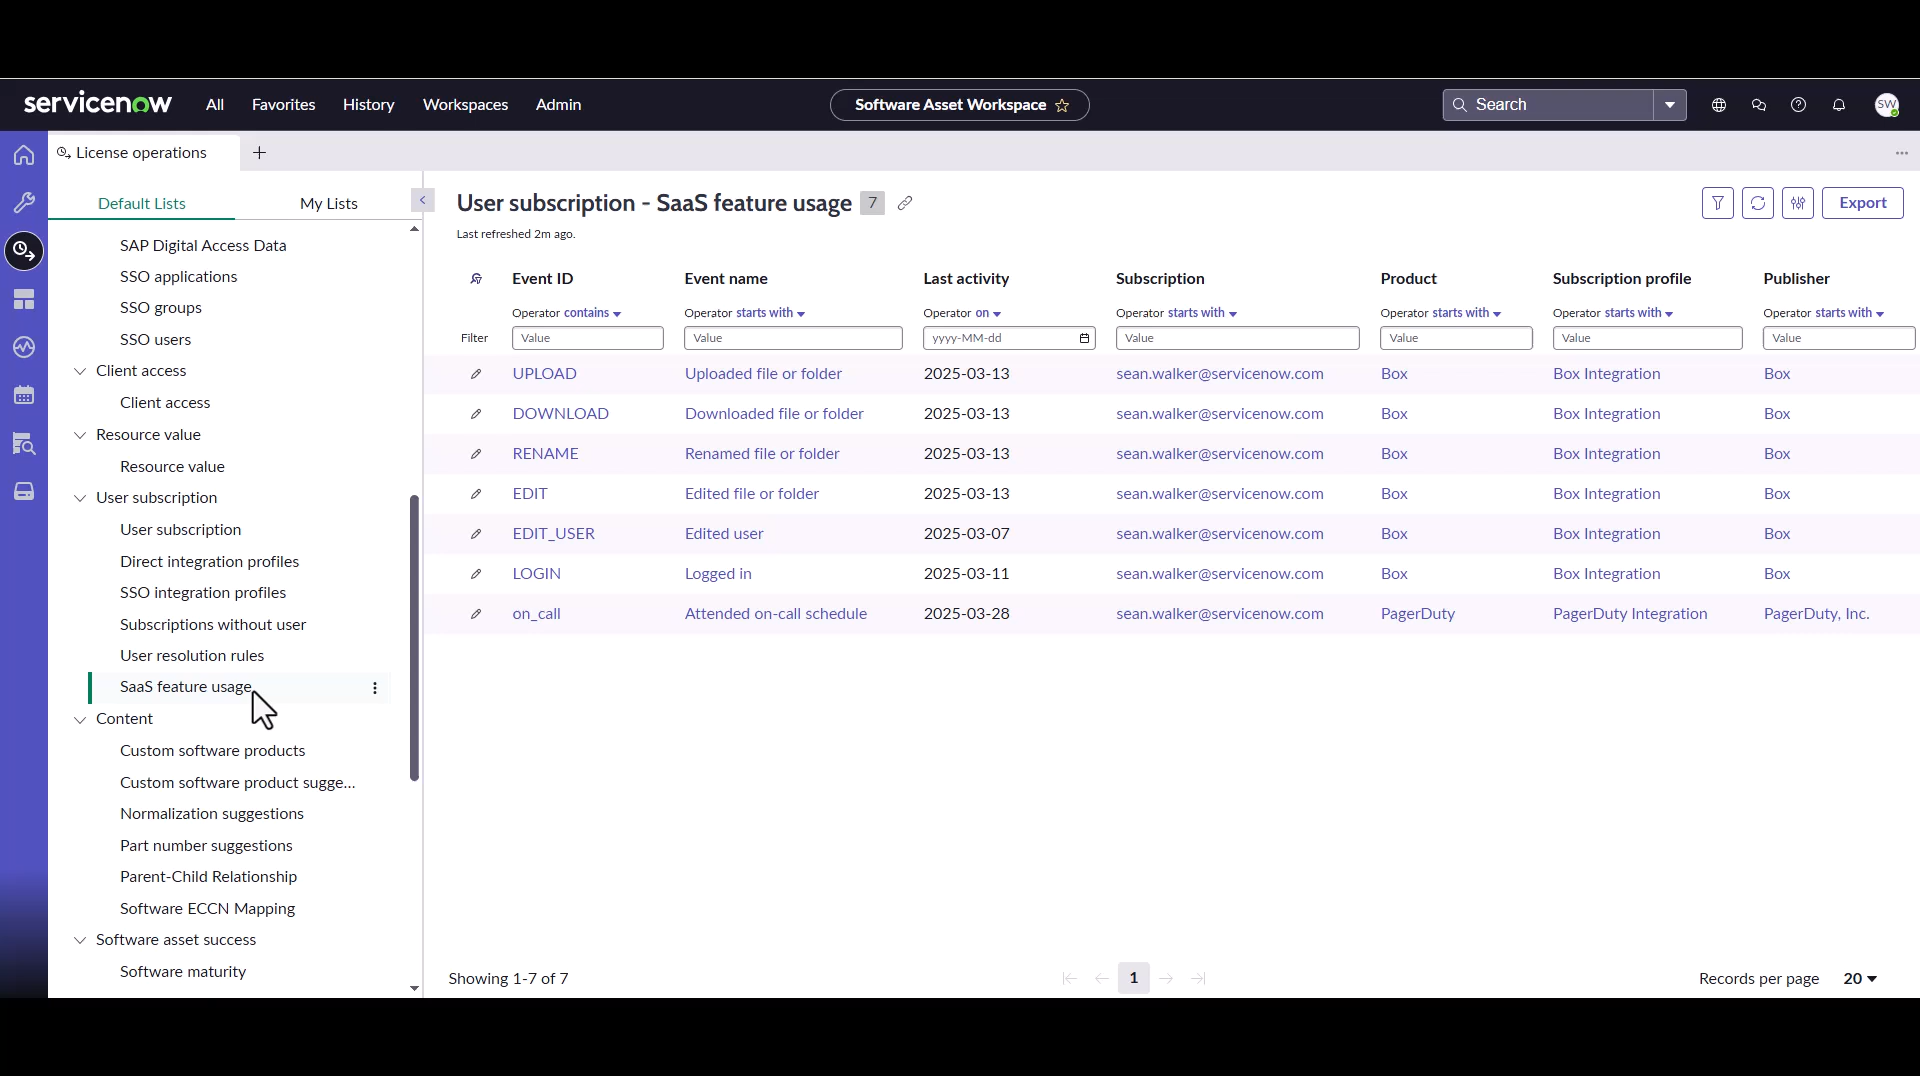 servicenow All Favorites History Workspaces Admin Software Asset Workspace Search SW
License operations
Default Lists My Lists
SAP Digital Access Data
SSO applications
SSO groups
SSO users
Client access
Client access
Resource value
Resource value
User subscription
User subscription
Direct integration profiles
SSO integration profiles
Subscriptions without user
User resolution rules
SaaS feature usage
Content
Custom software products
Custom software product sugge...
Normalization suggestions
Part number suggestions
Parent-Child Relationship
Software ECCN Mapping
Software asset success
Software maturity
User subscription - SaaS feature usage 7 Export
Last refreshed 2m ago.
Event ID Event name Last activity Subscription Product Subscription profile Publisher
Operator contains Operator starts with Operator on Operator starts with Operator starts with Operator starts with Operator starts with
Filter Value Value yyyy-MM-dd Value Value Value Value
UPLOAD Uploaded file or folder 2025-03-13 sean.walker@servicenow.com Box Box Integration Box
DOWNLOAD Downloaded file or folder 2025-03-13 sean.walker@servicenow.com Box Box Integration Box
RENAME Renamed file or folder 2025-03-13 sean.walker@servicenow.com Box Box Integration Box
EDIT Edited file or folder 2025-03-13 sean.walker@servicenow.com Box Box Integration Box
EDIT_USER Edited user 2025-03-07 sean.walker@servicenow.com Box Box Integration Box
LOGIN Logged in 2025-03-11 sean.walker@servicenow.com Box Box Integration Box
on_call Attended on-call schedule 2025-03-28 sean.walker@servicenow.com PagerDuty PagerDuty Integration PagerDuty, Inc.
Showing 1-7 of 7 1 Records per page 20